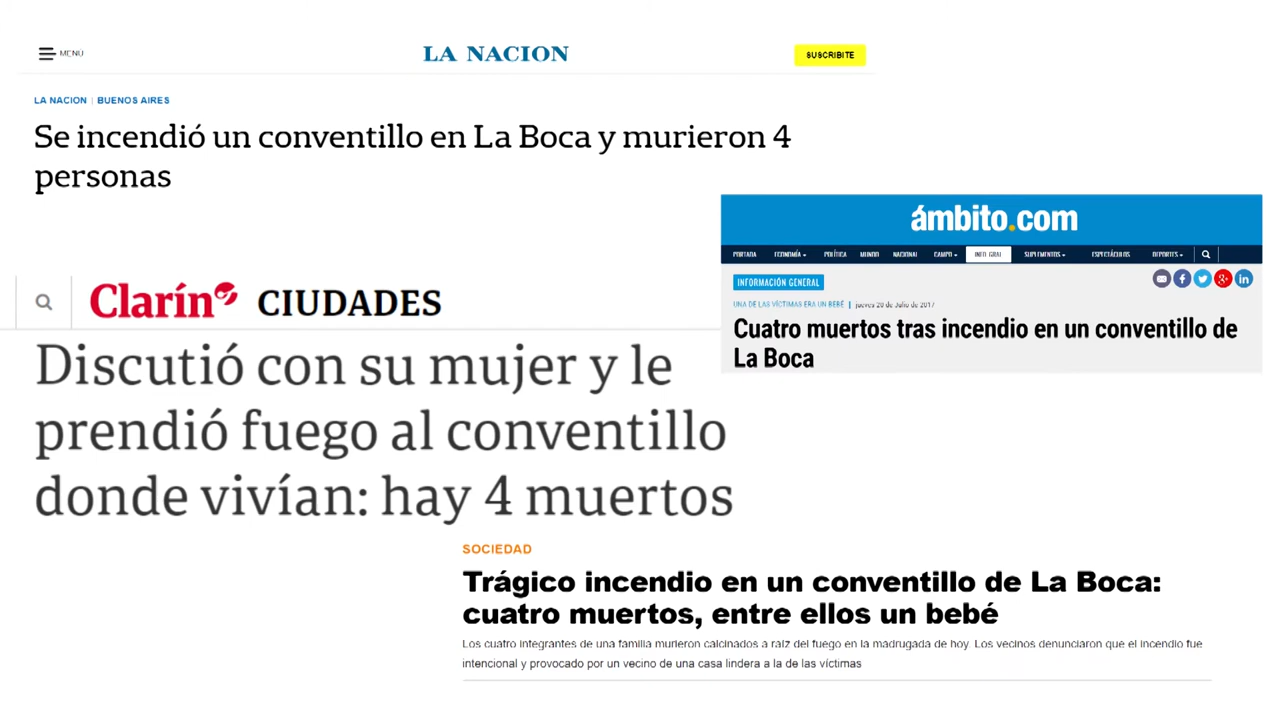 MENU
LA NACION
SUSCRIBITE
LA NACION | BUENOS AIRES
Se incendió un conventillo en La Boca y murieron 4
personas
ámbito.com
PORTADA ECONOMÍA POLÍTICA MUNDO NACIONAL CAMPO INFO. GRAL SUPLEMENTOS ESPECTÁCULOS DEPORTES
INFORMACIÓN GENERAL
UNA DE LAS VÍCTIMAS ERA UN BEBÉ | jueves 20 de Julio de 2017
Cuatro muertos tras incendio en un conventillo de
La Boca
Clarín CIUDADES
Discutió con su mujer y le
prendió fuego al conventillo
donde vivían: hay 4 muertos
SOCIEDAD
Trágico incendio en un conventillo de La Boca:
cuatro muertos, entre ellos un bebé
Los cuatro integrantes de una familia murieron calcinados a raíz del fuego en la madrugada de hoy. Los vecinos denunciaron que el incendio fue
intencional y provocado por un vecino de una casa lindera a la de las víctimas